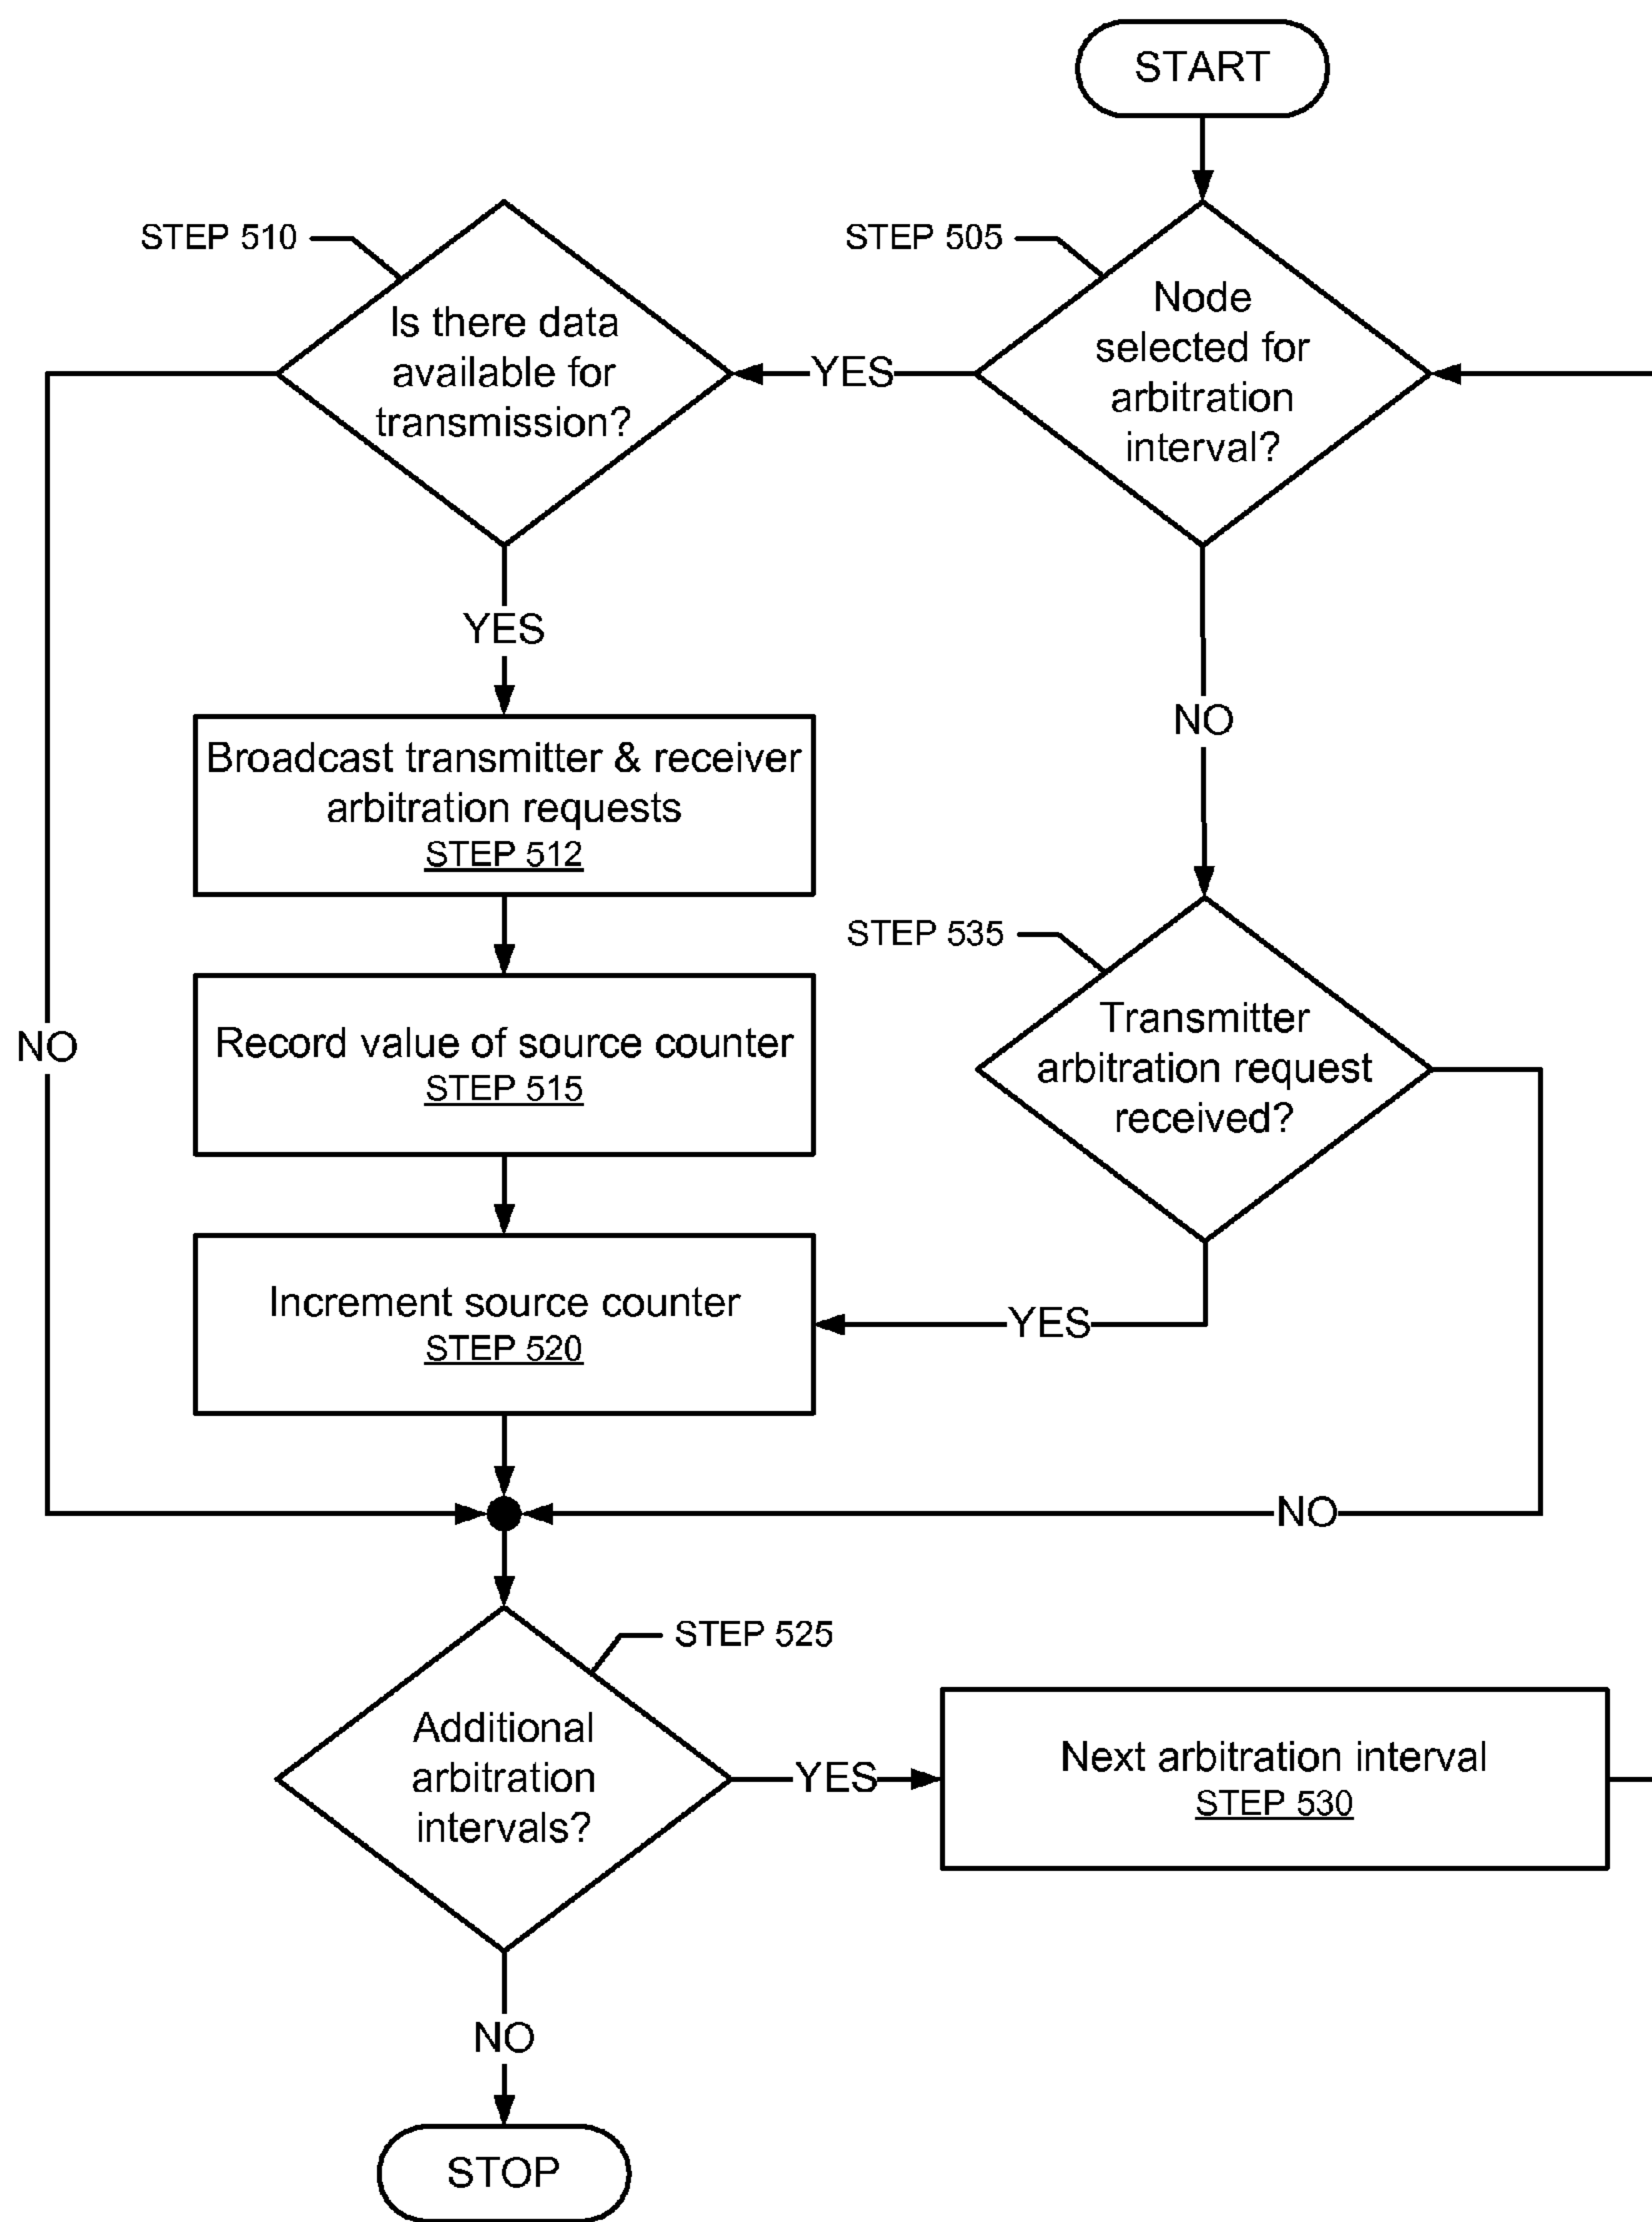 START
STEP 510
STEP 505
Is there data
available for
transmission?
YES
Node
selected for
arbitration
interval?
YES
NO
Broadcast transmitter & receiver
arbitration requests
STEP 512
STEP 535
Transmitter
arbitration request
received?
NO
Record value of source counter
STEP 515
Increment source counter
STEP 520
YES
NO
STEP 525
Additional
arbitration
intervals?
YES
Next arbitration interval
STEP 530
NO
STOP